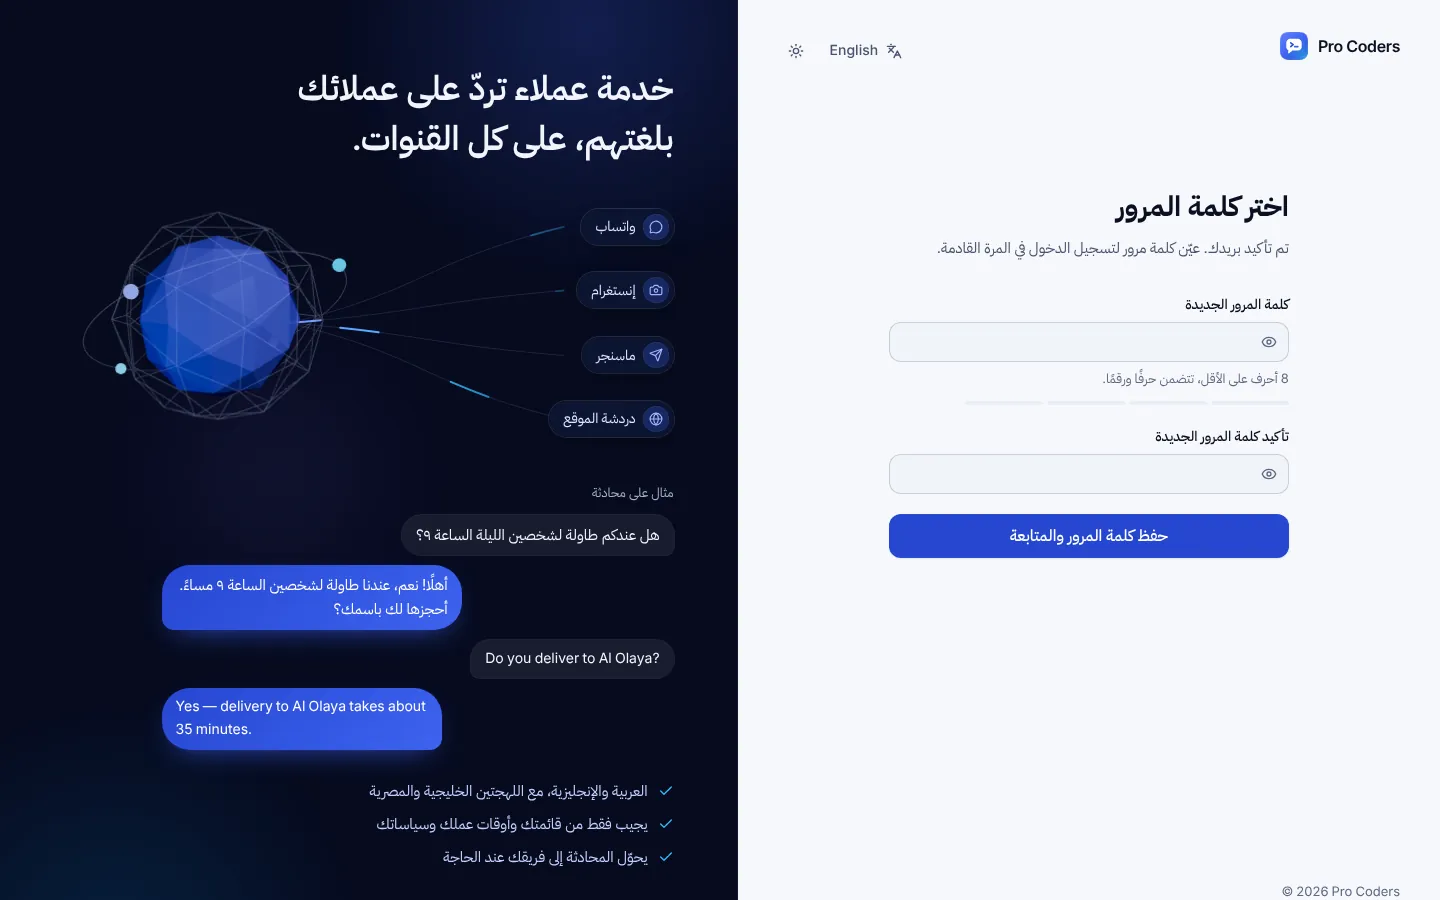 Pro Coders
English
اختر كلمة المرور
تم تأكيد بريدك. عيّن كلمة مرور لتسجيل الدخول في المرة القادمة.
كلمة المرور الجديدة
8 أحرف على الأقل، تتضمن حرفًا ورقمًا.
تأكيد كلمة المرور الجديدة
حفظ كلمة المرور والمتابعة
© 2026 Pro Coders
خدمة عملاء تردّ على عملائك
بلغتهم، على كل القنوات.
واتساب
إنستغرام
ماسنجر
دردشة الموقع
مثال على محادثة
هل عندكم طاولة لشخصين الليلة الساعة ٩؟
أهلًا! نعم، عندنا طاولة لشخصين الساعة ٩ مساءً.
أحجزها لك باسمك؟
Do you deliver to Al Olaya?
Yes — delivery to Al Olaya takes about
35 minutes.
العربية والإنجليزية، مع اللهجتين الخليجية والمصرية
يجيب فقط من قائمتك وأوقات عملك وسياساتك
يحوّل المحادثة إلى فريقك عند الحاجة